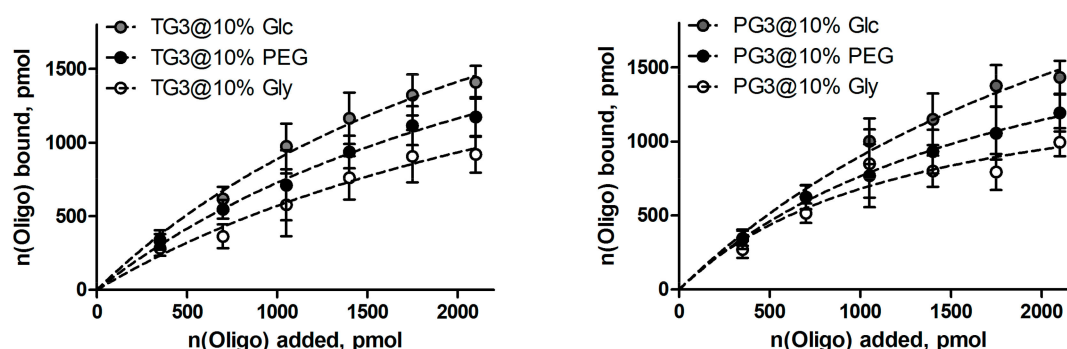 TG3@10% Glc
TG3@10% PEG
TG3@10% Gly
n(Oligo) bound, pmol
1500
1000
500
0
0 500 1000 1500 2000
n(Oligo) added, pmol
PG3@10% Glc
PG3@10% PEG
PG3@10% Gly
n(Oligo) bound, pmol
1500
1000
500
0
0 500 1000 1500 2000
n(Oligo) added, pmol